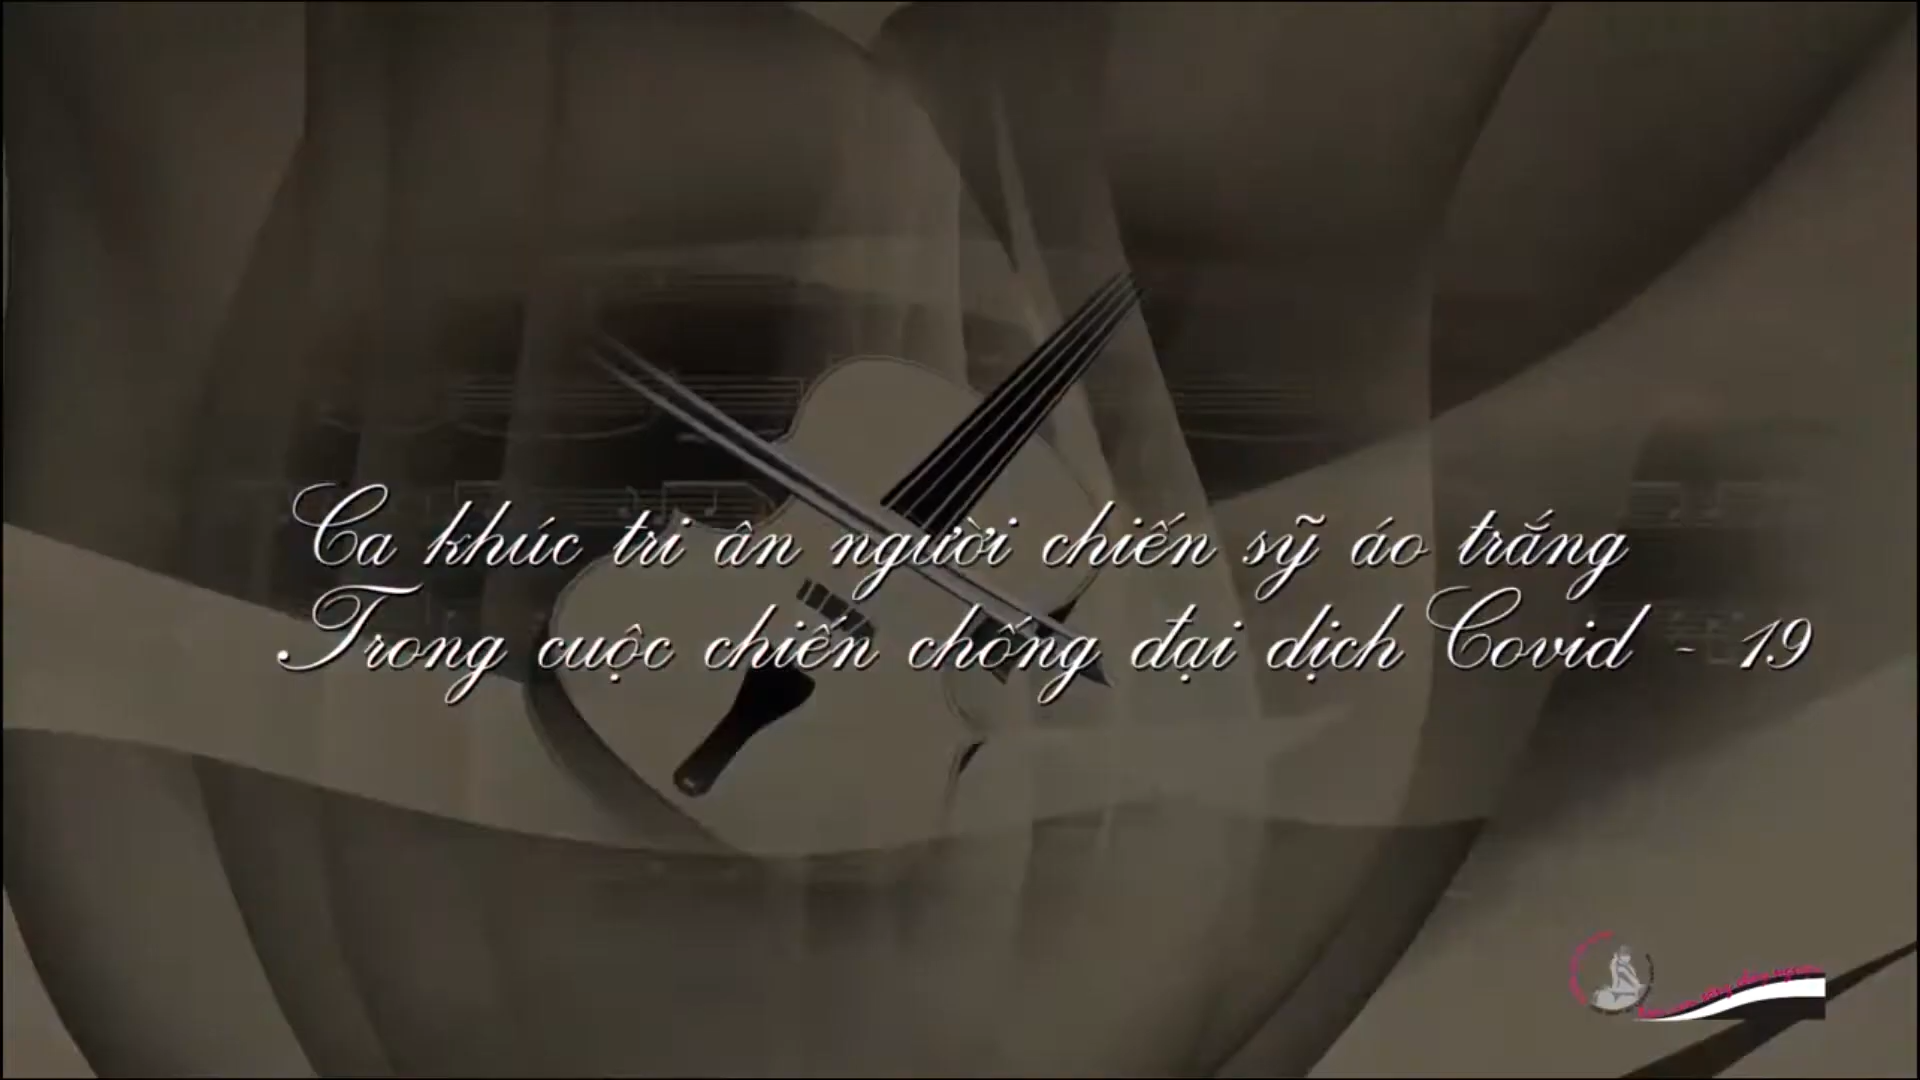 Ca khúc tri ân người chiến sỹ áo trắng
Trong cuộc chiến chống đại dịch Covid - 19